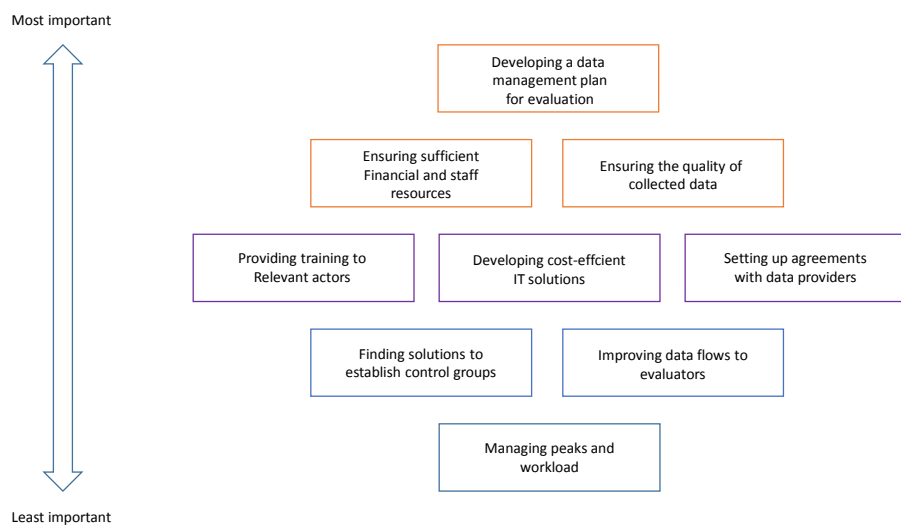 Most important
Developing a data
management plan
for evaluation
Ensuring sufficient
Financial and staff
resources
Ensuring the quality of
collected data
Providing training to
Relevant actors
Developing cost-effcient
IT solutions
Setting up agreements
with data providers
Finding solutions to
establish control groups
Improving data flows to
evaluators
Managing peaks and
workload
Least important